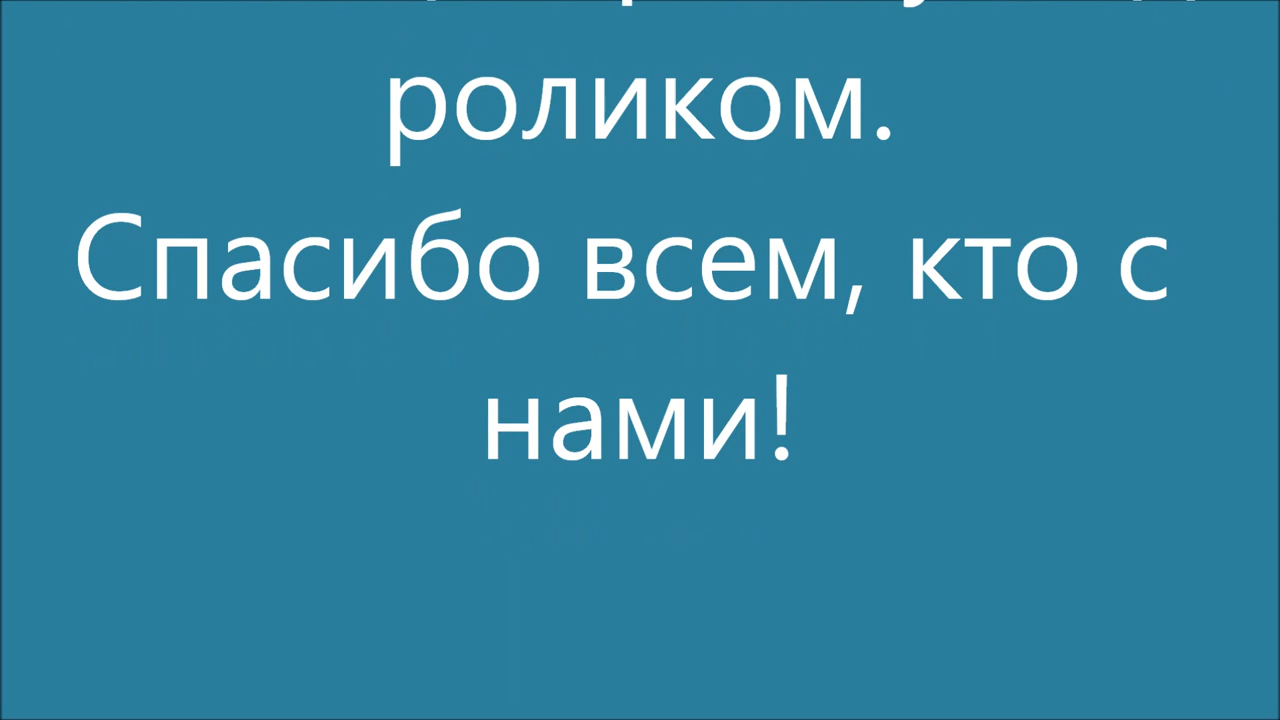 роликом.
Спасибо всем, кто с
нами!